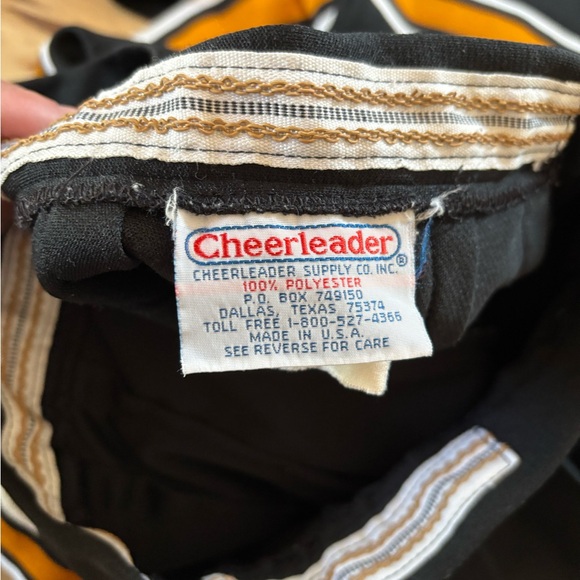 Cheerleader®
CHEERLEADER SUPPLY CO. INC.
100% POLYESTER
P.O. BOX 749150
DALLAS, TEXAS 75374
TOLL FREE 1-800-527-4366
MADE IN U.S.A.
SEE REVERSE FOR CARE